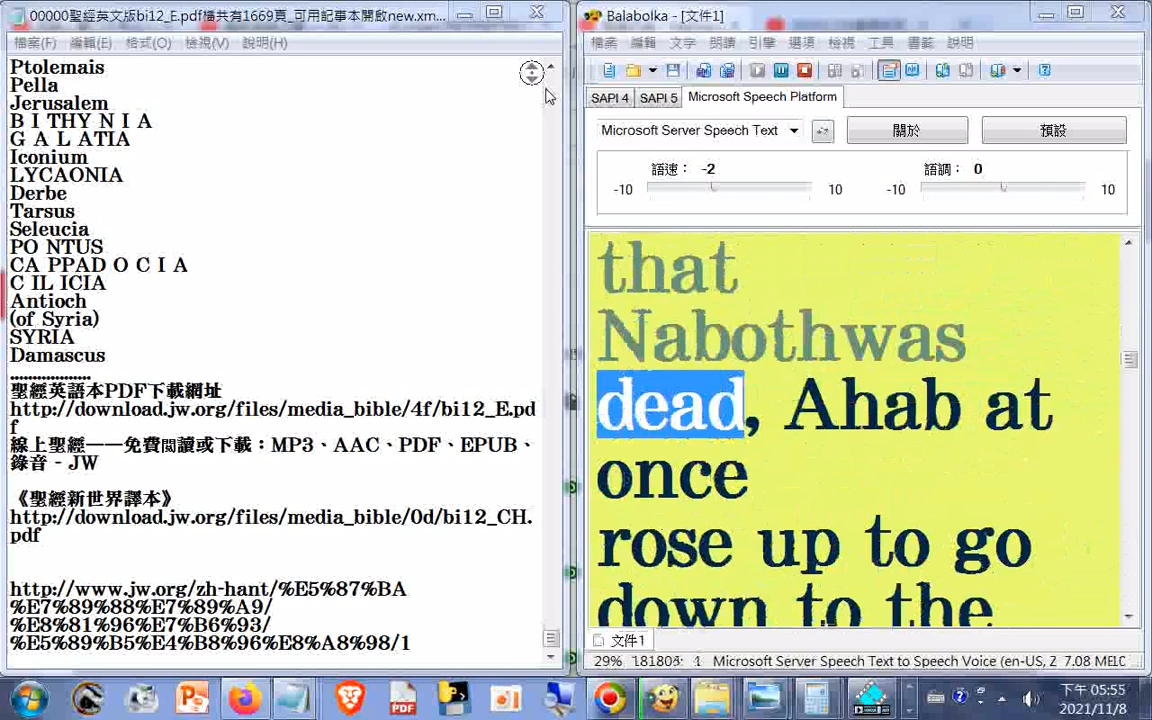 00000聖經英文版bi12_E.pdf檔共有1669頁_可用記事本開啟new.xm...
檔案(F) 編輯(E) 格式(O) 檢視(V) 說明(H)
Ptolemais
Pella
Jerusalem
B I THY N I A
G A L ATIA
Iconium
LYCAONIA
Derbe
Tarsus
Seleucia
PO NTUS
CA PPAD O C I A
C IL ICIA
Antioch
(of Syria)
SYRIA
Damascus
..................
聖經英語本PDF下載網址
http://download.jw.org/files/media_bible/4f/bi12_E.pd
f
線上聖經──免費閱讀或下載：MP3、AAC、PDF、EPUB、
錄音 - JW
《聖經新世界譯本》
http://download.jw.org/files/media_bible/0d/bi12_CH.
pdf
http://www.jw.org/zh-hant/%E5%87%BA
%E7%89%88%E7%89%A9/
%E8%81%96%E7%B6%93/
%E5%89%B5%E4%B8%96%E8%A8%98/1
Balabolka - [文件1]
檔案 編輯 文字 朗讀 引擎 選項 檢視 工具 書籤 說明
SAPI 4 SAPI 5 Microsoft Speech Platform
Microsoft Server Speech Text 關於 預設
語速： -2 語調： 0
-10 10 -10 10
that
Nabothwas
dead, Ahab at
once
rose up to go
down to the
文件1
29% 1 Microsoft Server Speech Text to Speech Voice (en-US, Z 7.08 MELC
PDF
下午 05:55
2021/11/8